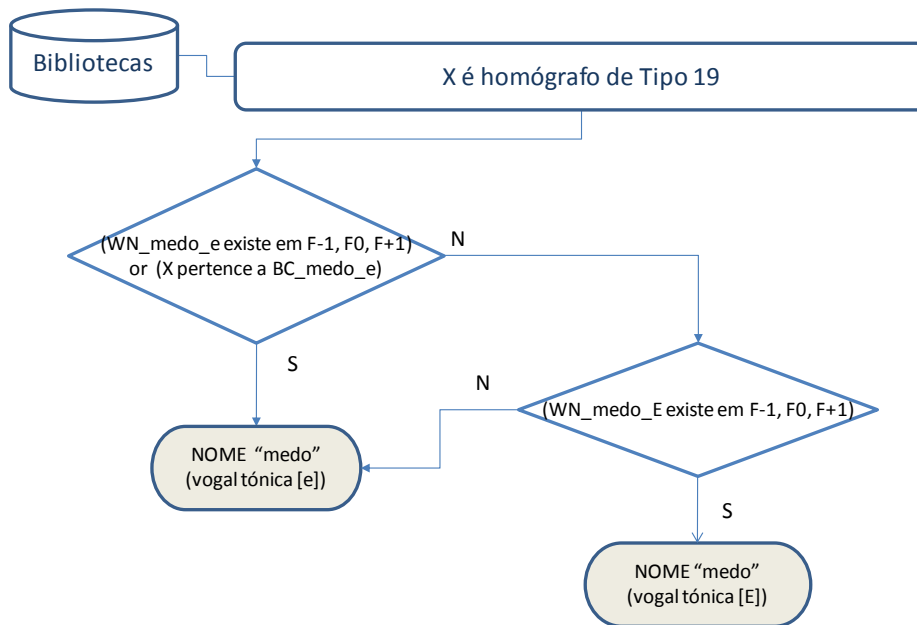 Bibliotecas
X é homógrafo de Tipo 19
(WN_medo_e existe em F-1, F0, F+1)
or (X pertence a BC_medo_e)
N
S
N
(WN_medo_E existe em F-1, F0, F+1)
NOME “medo”
(vogal tónica [e])
S
NOME “medo”
(vogal tónica [E])